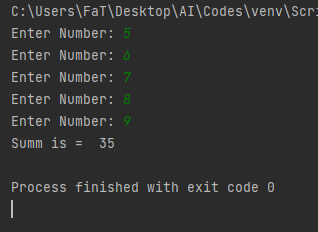 C:\Users\FaT\Desktop\AI\Codes\venv\Scri
Enter Number: 5
Enter Number: 6
Enter Number: 7
Enter Number: 8
Enter Number: 9
Summ is =  35
Process finished with exit code 0